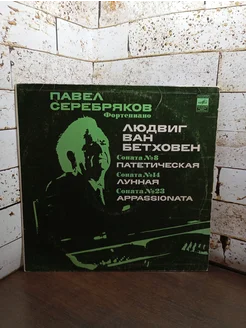 ПАВЕЛ
СЕРЕБРЯКОВ
Фортепиано
ЛЮДВИГ
ВАН
БЕТХОВЕН
Соната №8
ПАТЕТИЧЕСКАЯ
Соната №14
ЛУННАЯ
Соната №23
APPASSIONATA